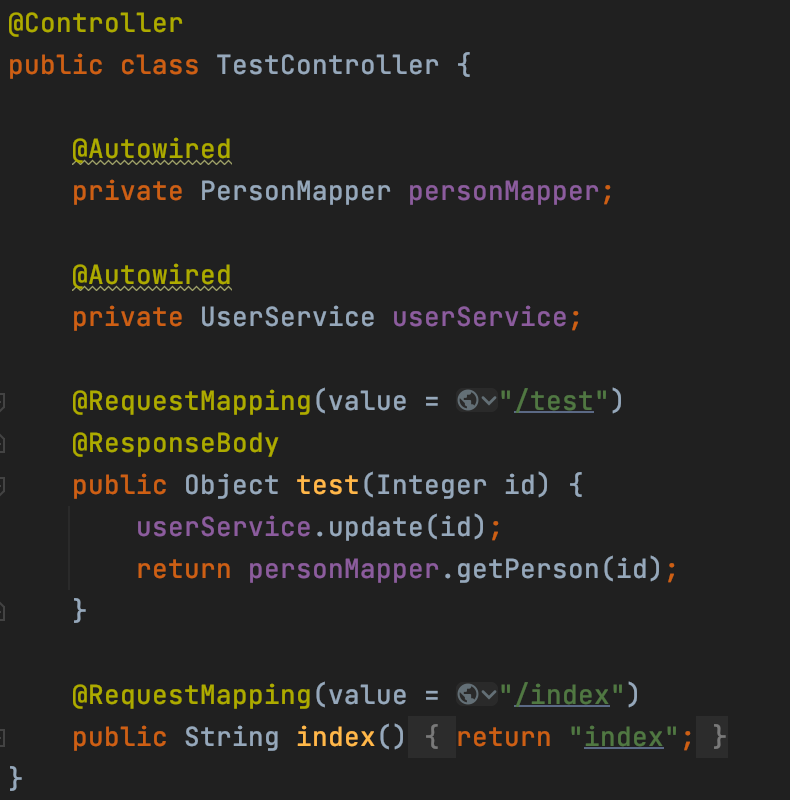 @Controller
public class TestController {
@Autowired
private PersonMapper personMapper;
@Autowired
private UserService userService;
@RequestMapping(value = "/test")
@ResponseBody
public Object test(Integer id) {
userService.update(id);
return personMapper.getPerson(id);
}
@RequestMapping(value = "/index")
public String index() { return "index"; }
}